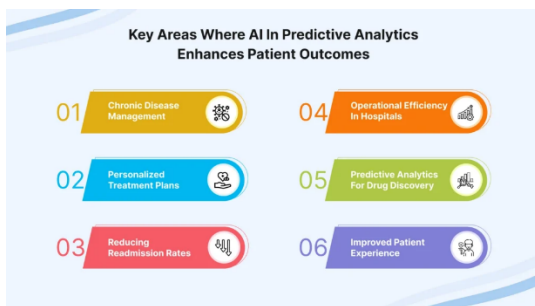 Key Areas Where AI In Predictive Analytics
Enhances Patient Outcomes
01
Chronic Disease
Management
02
Personalized
Treatment Plans
03
Reducing
Readmission Rates
04
Operational Efficiency
In Hospitals
05
Predictive Analytics
For Drug Discovery
06
Improved Patient
Experience